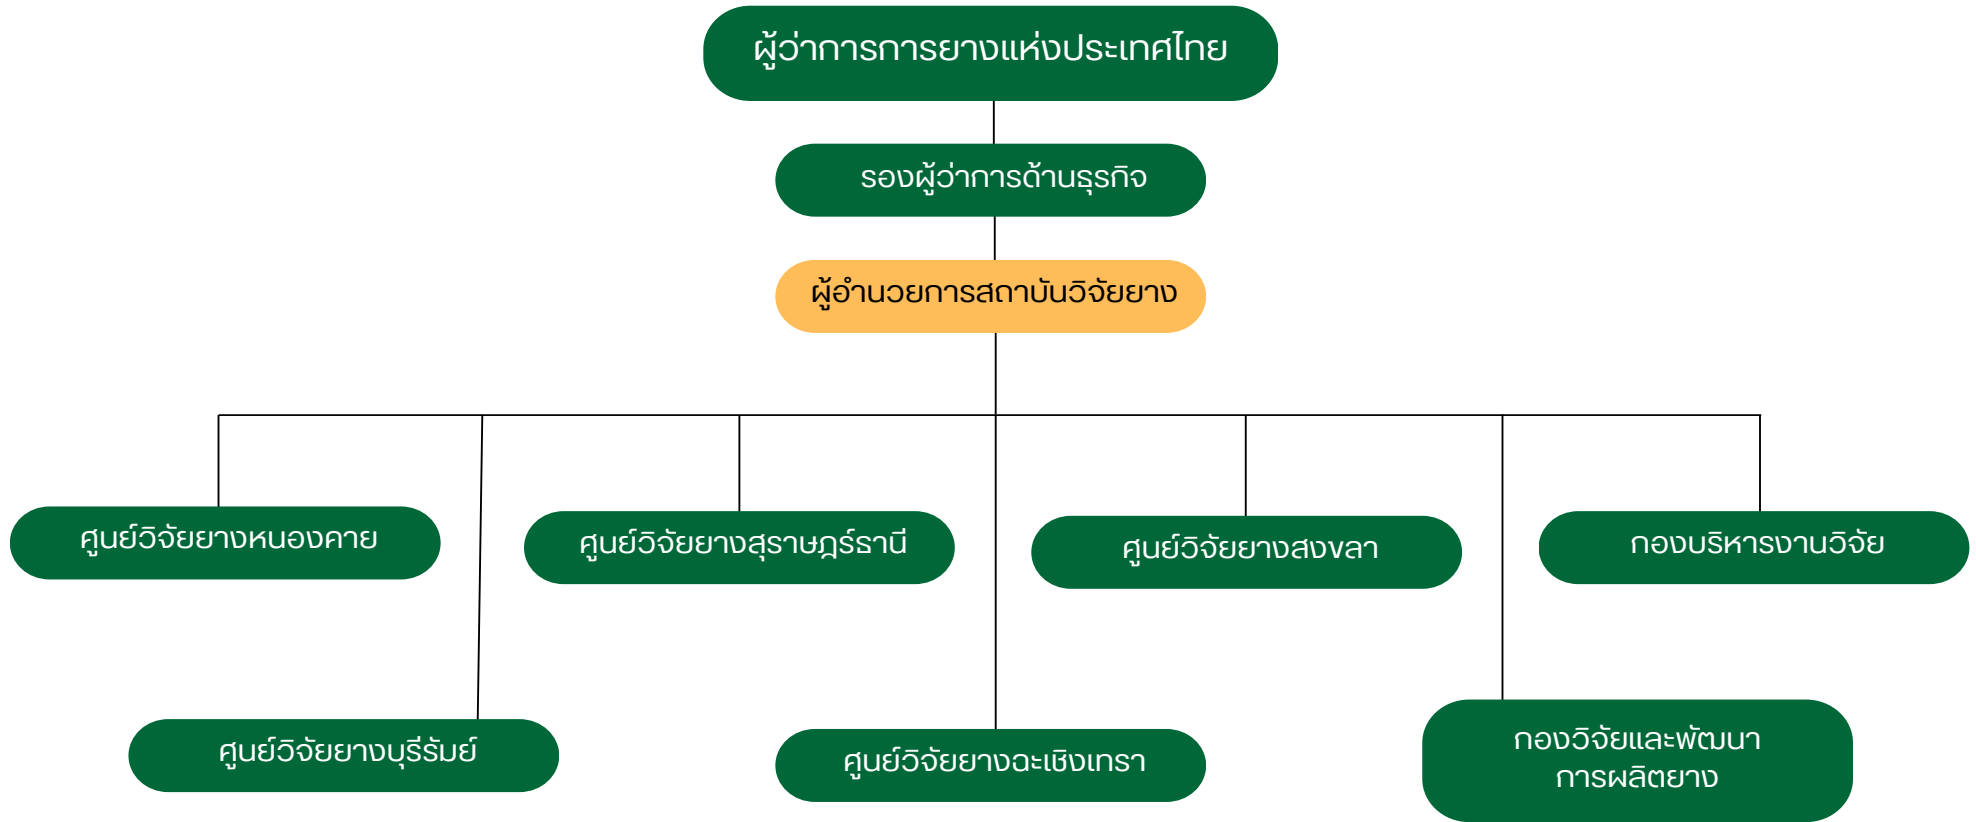 ผู้ว่าการการยางแห่งประเทศไทย
รองผู้ว่าการด้านธุรกิจ
ผู้อำนวยการสถาบันวิจัยยาง
ศูนย์วิจัยยางหนองคาย
ศูนย์วิจัยยางสุราษฎร์ธานี
ศูนย์วิจัยยางสงขลา
กองบริหารงานวิจัย
ศูนย์วิจัยยางบุรีรัมย์
ศูนย์วิจัยยางฉะเชิงเทรา
กองวิจัยและพัฒนา
การผลิตยาง